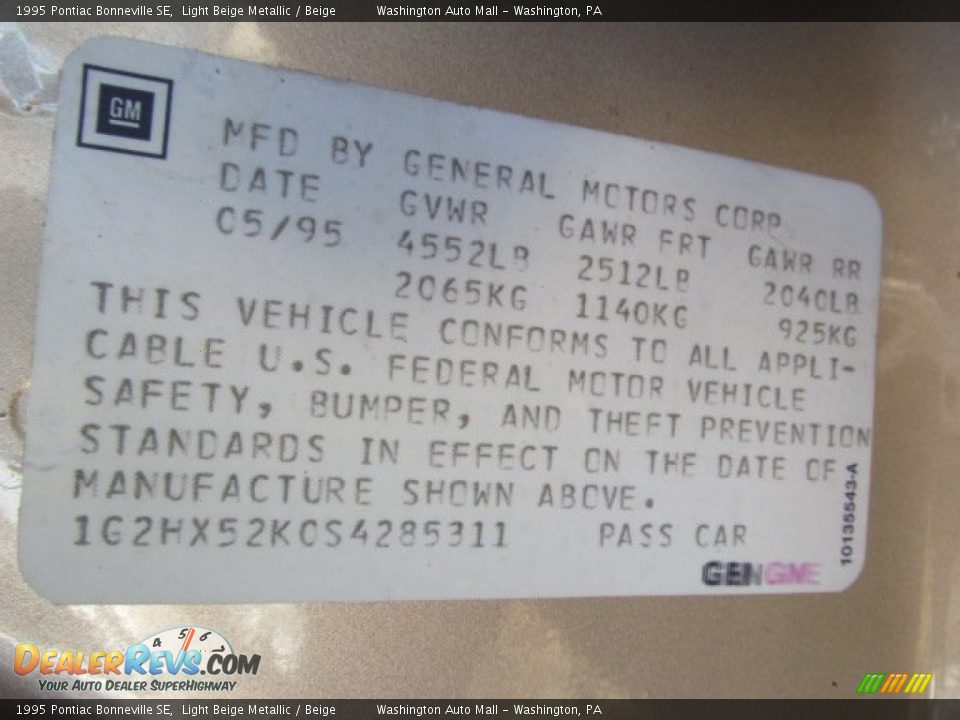 1995 Pontiac Bonneville SE, Light Beige Metallic / Beige Washington Auto Mall - Washington, PA
GM
MFD BY GENERAL MOTORS CORP
DATE GVWR GAWR FRT GAWR RR
05/95 4552LB 2512LB 2040LB
2065KG 1140KG 925KG
THIS VEHICLE CONFORMS TO ALL APPLI-
CABLE U.S. FEDERAL MOTOR VEHICLE
SAFETY, BUMPER, AND THEFT PREVENTION
STANDARDS IN EFFECT ON THE DATE OF
MANUFACTURE SHOWN ABOVE.
1G2HX52K0S4285311 PASS CAR
10135543-A
GENGME
4 5 6
DEALERREVS.COM
YOUR AUTO DEALER SUPERHIGHWAY
1995 Pontiac Bonneville SE, Light Beige Metallic / Beige Washington Auto Mall - Washington, PA